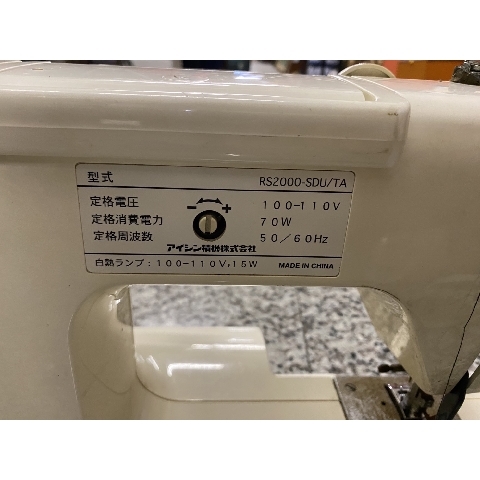 型式 RS2000-SDU/TA
定格電圧 100-110V
定格消費電力 - + 70W
定格周波数 50/60Hz
アイシン精機株式会社
白熱ランプ:100-110V,15W MADE IN CHINA